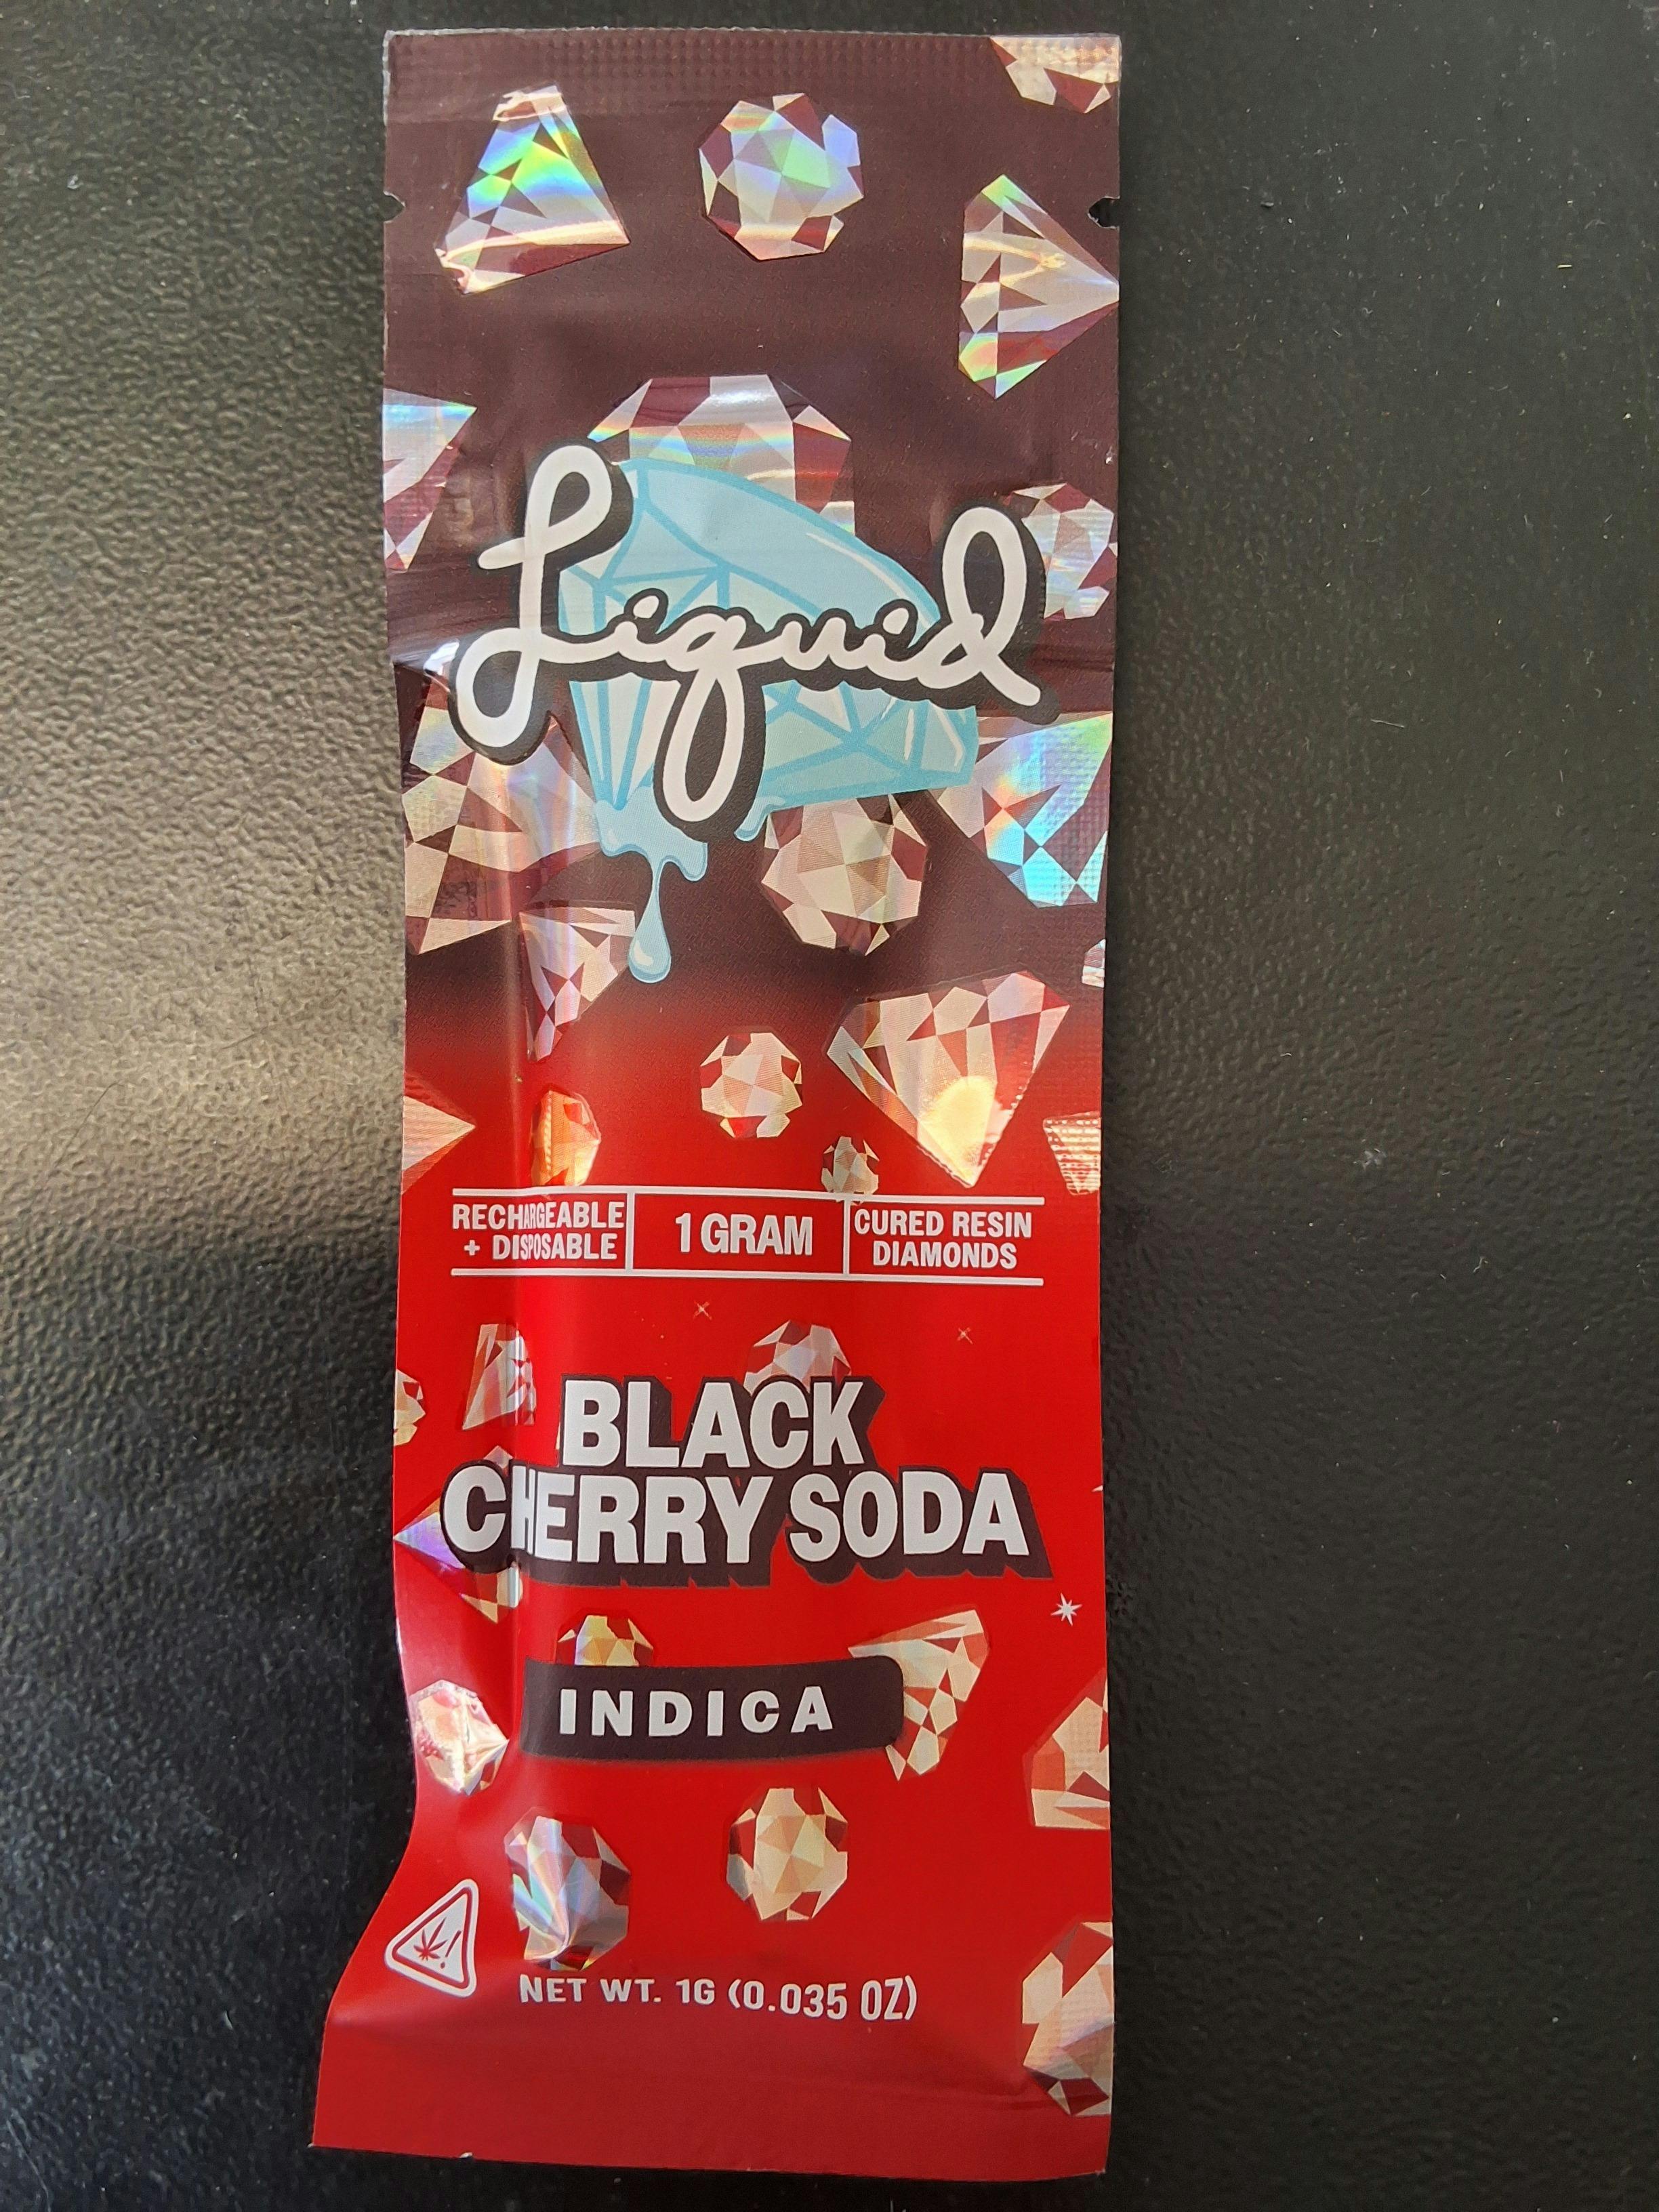 Liquid
RECHARGEABLE
+ DISPOSABLE
1 GRAM
CURED RESIN
DIAMONDS
BLACK
CHERRY SODA
INDICA
!
NET WT. 1G (0.035 OZ)